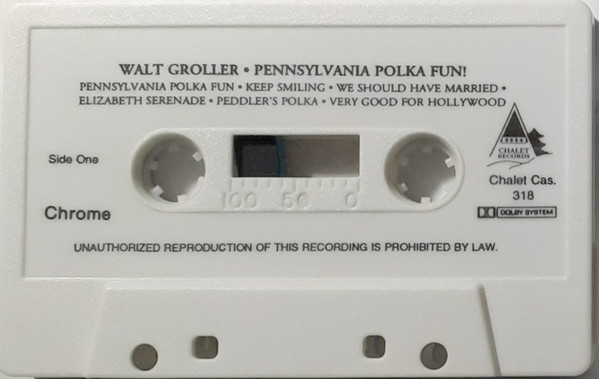 WALT GROLLER • PENNSYLVANIA POLKA FUN!
PENNSYLVANIA POLKA FUN • KEEP SMILING • WE SHOULD HAVE MARRIED •
ELIZABETH SERENADE • PEDDLER'S POLKA • VERY GOOD FOR HOLLYWOOD
CHALET
RECORDS
Side One
Chalet Cas.
318
100 50 0
Chrome
DOLBY SYSTEM
UNAUTHORIZED REPRODUCTION OF THIS RECORDING IS PROHIBITED BY LAW.